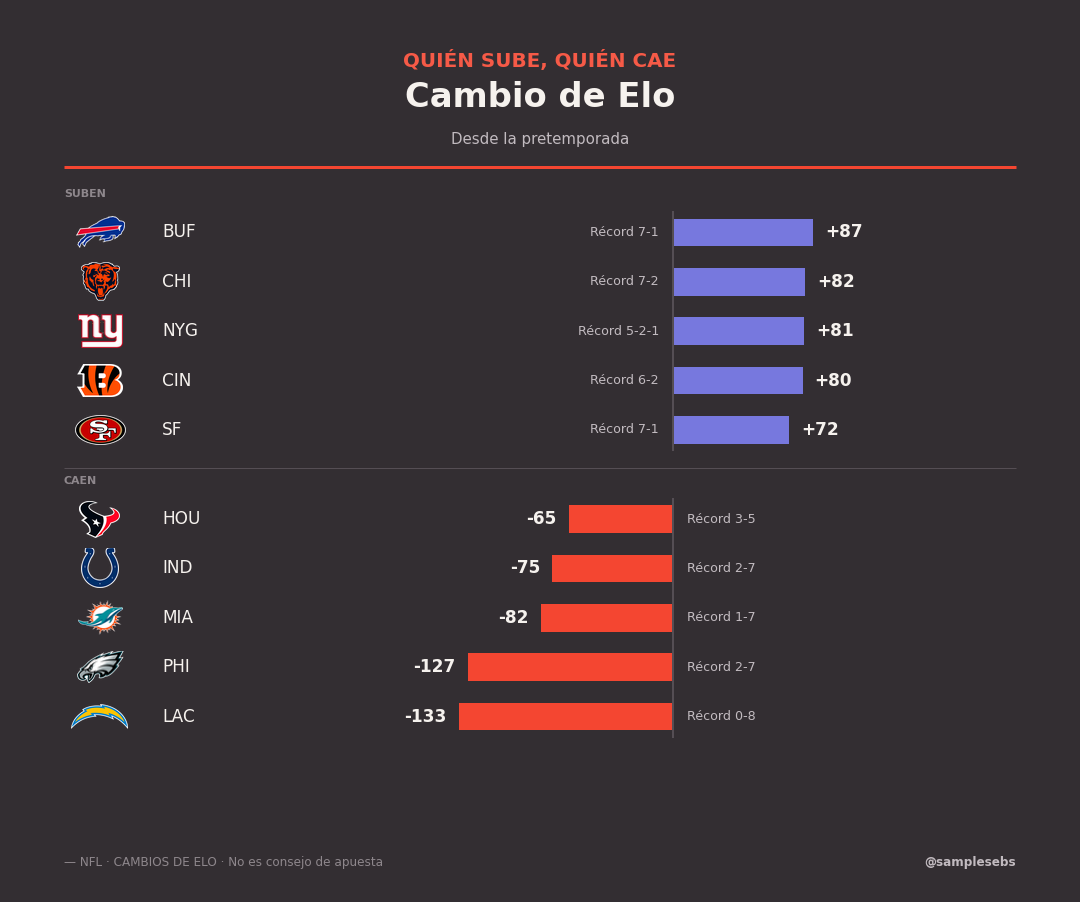 QUIÉN SUBE, QUIÉN CAE
Cambio de Elo
Desde la pretemporada
SUBEN
BUF Récord 7-1 +87
CHI Récord 7-2 +82
ny NYG Récord 5-2-1 +81
B CIN Récord 6-2 +80
SF SF Récord 7-1 +72
CAEN
HOU -65 Récord 3-5
IND -75 Récord 2-7
MIA -82 Récord 1-7
PHI -127 Récord 2-7
LAC -133 Récord 0-8
— NFL · CAMBIOS DE ELO · No es consejo de apuesta @samplesebs